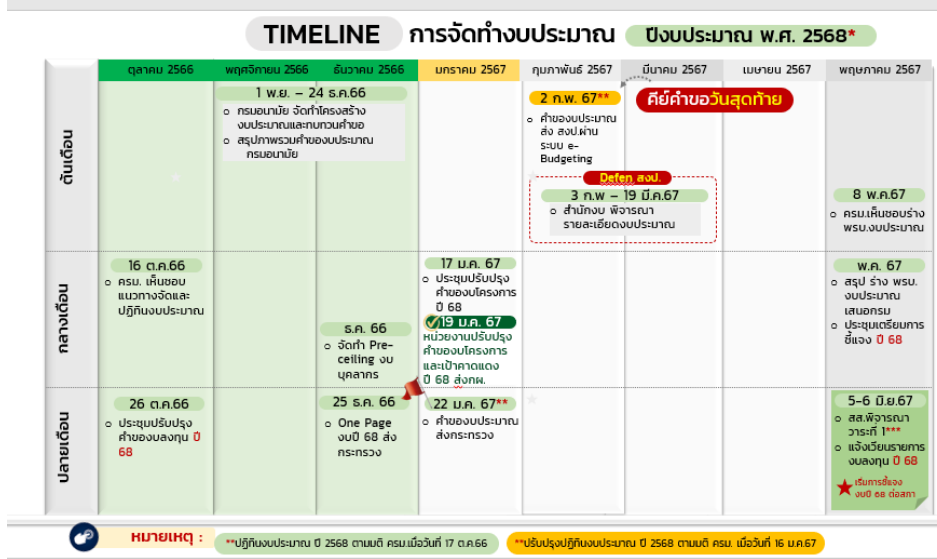 TIMELINE การจัดทำงบประมาณ ปีงบประมาณ พ.ศ. 2568*
ตุลาคม 2566 พฤศจิกายน 2566 ธันวาคม 2566 มกราคม 2567 กุมภาพันธ์ 2567 มีนาคม 2567 เมษายน 2567 พฤษภาคม 2567
ต้นเดือน
1 พ.ย. – 24 ธ.ค.66
o กรมอนามัย จัดทำโครงสร้าง
งบประมาณและทบทวนคำขอ
o สรุปภาพรวมคำของบประมาณ
กรมอนามัย
2 ก.พ. 67**
o คำของบประมาณ
ส่ง สงป.ผ่าน
ระบบ e-
Budgeting
คีย์คำขอวันสุดท้าย
Defen สงป.
3 ก.พ – 19 มี.ค.67
o สำนักงบ พิจารณา
รายละเอียดงบประมาณ
8 พ.ค.67
o ครม.เห็นชอบร่าง
พรบ.งบประมาณ
กลางเดือน
16 ต.ค.66
o ครม. เห็นชอบ
แนวทางจัดและ
ปฏิทินงบประมาณ
ธ.ค. 66
o จัดทำ Pre-
ceiling งบ
บุคลากร
17 ม.ค. 67
o ประชุมปรับปรุง
คำของบโครงการ
ปี 68
19 ม.ค. 67
หน่วยงานปรับปรุง
คำของบโครงการ
และเป้าคาดแดง
ปี 68 ส่งกผ.
พ.ค. 67
o สรุป ร่าง พรบ.
งบประมาณ
เสนอกรม
o ประชุมเตรียมการ
ชี้แจง ปี 68
ปลายเดือน
26 ต.ค.66
o ประชุมปรับปรุง
คำของบลงทุน ปี
68
25 ธ.ค. 66
o One Page
งบปี 68 ส่ง
กระทรวง
22 ม.ค. 67**
o คำของบประมาณ
ส่งกระทรวง
5-6 มิ.ย.67
o สส.พิจารณา
วาระที่ 1***
o แจ้งเวียนรายการ
งบลงทุน ปี 68
เริ่มการชี้แจง
งบปี 68 ต่อสภา
หมายเหตุ :
**ปฏิทินงบประมาณ ปี 2568 ตามมติ ครม.เมื่อวันที่ 17 ต.ค.66
**ปรับปรุงปฏิทินงบประมาณ ปี 2568 ตามมติ ครม. เมื่อวันที่ 16 ม.ค.67